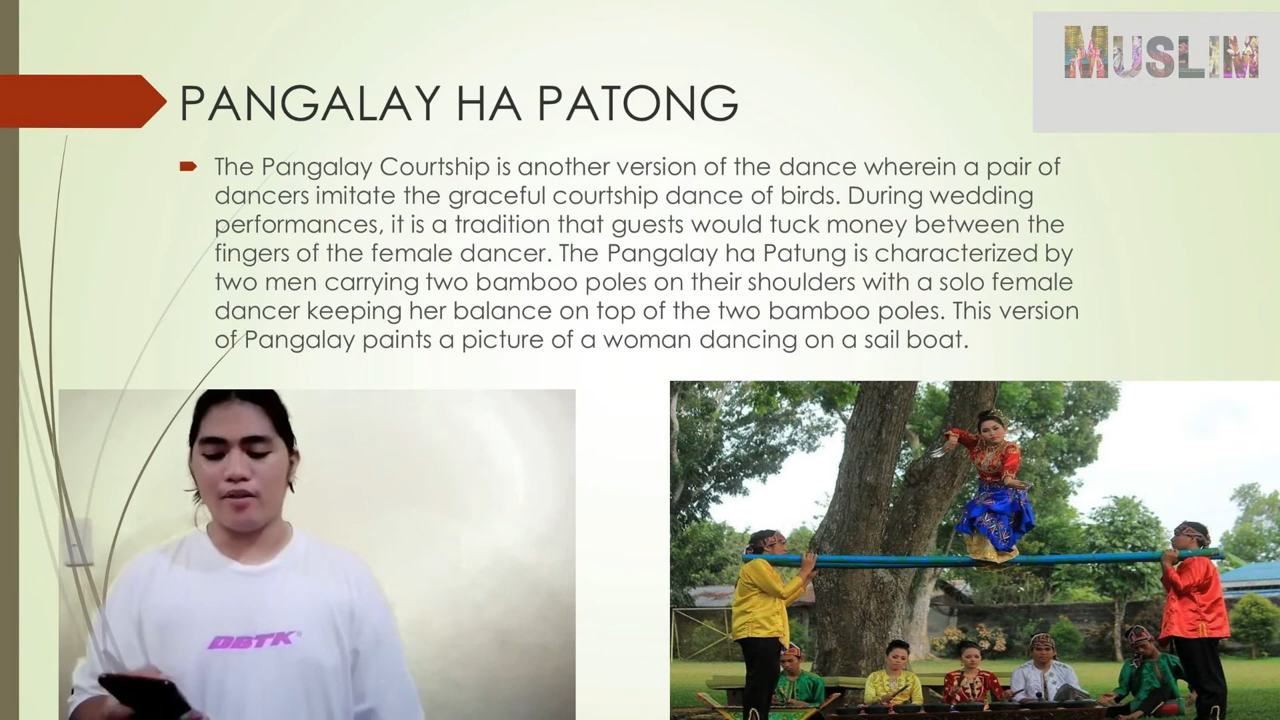 MUSLIM
PANGALAY HA PATONG
The Pangalay Courtship is another version of the dance wherein a pair of
dancers imitate the graceful courtship dance of birds. During wedding
performances, it is a tradition that guests would tuck money between the
fingers of the female dancer. The Pangalay ha Patung is characterized by
two men carrying two bamboo poles on their shoulders with a solo female
dancer keeping her balance on top of the two bamboo poles. This version
of Pangalay paints a picture of a woman dancing on a sail boat.
DBTK